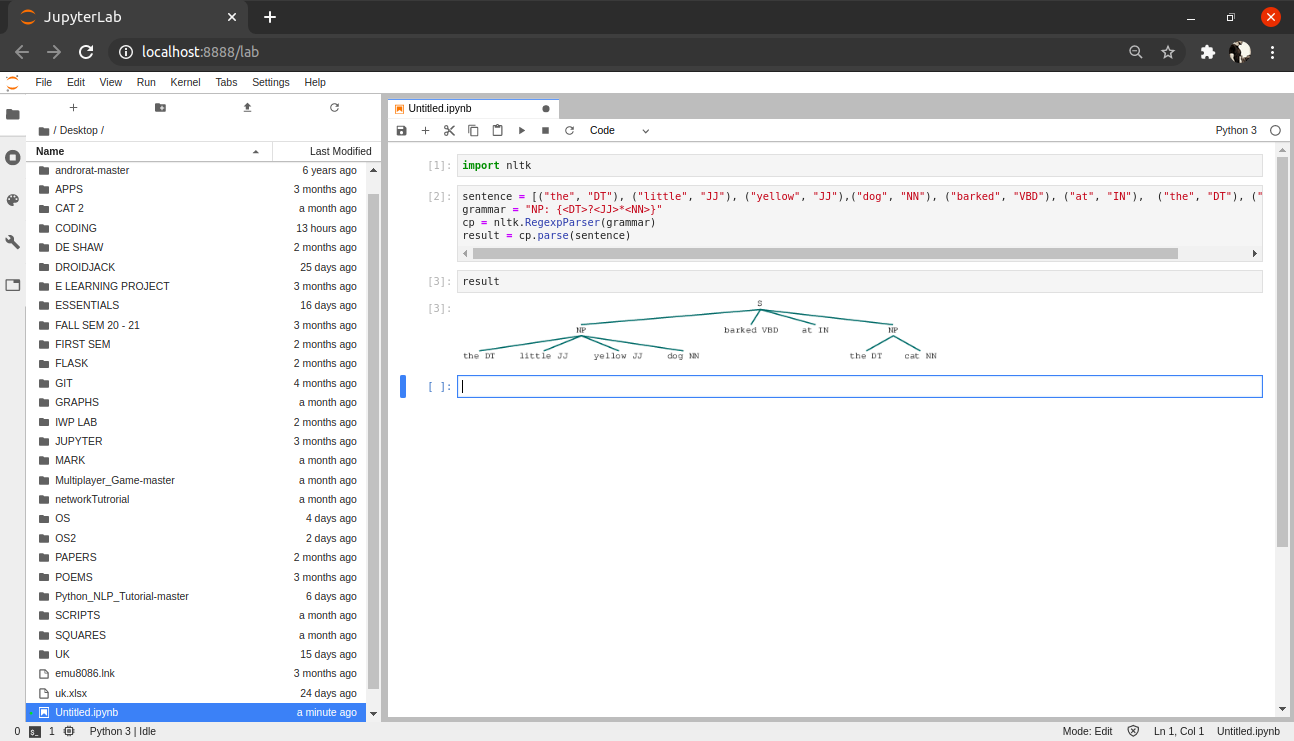 JupyterLab
localhost:8888/lab
File Edit View Run Kernel Tabs Settings Help
/ Desktop /
Name Last Modified
androrat-master 6 years ago
APPS 3 months ago
CAT 2 a month ago
CODING 13 hours ago
DE SHAW 2 months ago
DROIDJACK 25 days ago
E LEARNING PROJECT 3 months ago
ESSENTIALS 16 days ago
FALL SEM 20 - 21 3 months ago
FIRST SEM 2 months ago
FLASK 2 months ago
GIT 4 months ago
GRAPHS a month ago
IWP LAB 2 months ago
JUPYTER 3 months ago
MARK a month ago
Multiplayer_Game-master a month ago
networkTutrorial a month ago
OS 4 days ago
OS2 2 days ago
PAPERS 2 months ago
POEMS 3 months ago
Python_NLP_Tutorial-master 6 days ago
SCRIPTS a month ago
SQUARES a month ago
UK 15 days ago
emu8086.lnk 3 months ago
uk.xlsx 24 days ago
Untitled.ipynb a minute ago
Untitled.ipynb
Code Python 3
[1]: import nltk
[2]: sentence = [("the", "DT"), ("little", "JJ"), ("yellow", "JJ"),("dog", "NN"), ("barked", "VBD"), ("at", "IN"),  ("the", "DT"), ("
grammar = "NP: {<DT>?<JJ>*<NN>}"
cp = nltk.RegexpParser(grammar)
result = cp.parse(sentence)
[3]: result
[3]:
S
NP barked VBD at IN NP
the DT little JJ yellow JJ dog NN the DT cat NN
[ ]:
0 1 Python 3 | Idle Mode: Edit Ln 1, Col 1 Untitled.ipynb